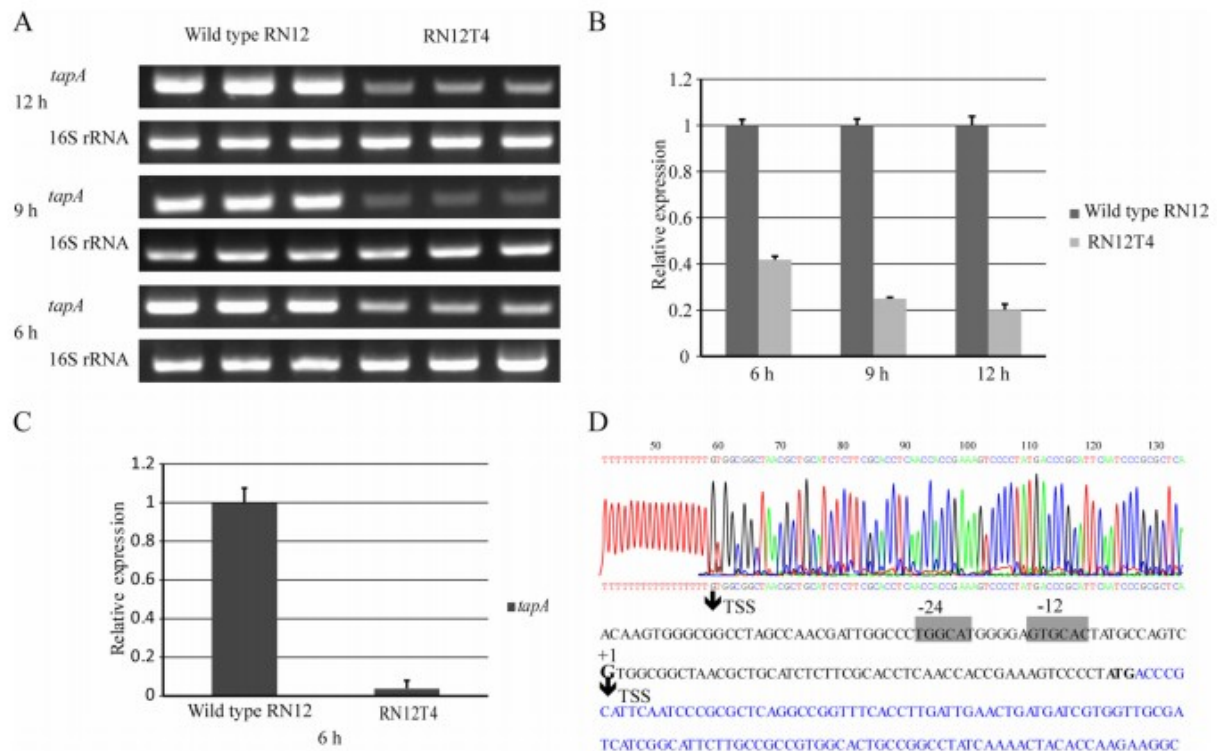 A
Wild type RN12 RN12T4
tapA
12 h
16S rRNA
tapA
9 h
16S rRNA
tapA
6 h
16S rRNA
B
1.2
1
0.8
0.6
0.4
0.2
0
Relative expression
6 h 9 h 12 h
Wild type RN12
RN12T4
C
1.2
1
0.8
0.6
0.4
0.2
0
Relative expression
Wild type RN12 RN12T4
6 h
tapA
D
50 60 70 80 90 100 110 120 130
TTTTTTTTTTTTTTTTTGTGGCGGCTAACGCTGCATCTCTTCGCACCTCAACCACCGAAAGTCCCCTATGACCCGCATTCAATCCCGCGCTCA
TTTTTTTTTTTTTTTTTGTGGCGGCTAACGCTGCATCTCTTCGCACCTCAACCACCGAAAGTCCCCTATGACCCGCATTCAATCCCGCGCTCA
TSS
-24 -12
ACAAGTGGGCGGCCTAGCCAACGATTGGCCCTGGCATGGGGAGTGCACTATGCCAGTC
+1
GTGGCGGCTAACGCTGCATCTCTTCGCACCTCAACCACCGAAAGTCCCCTATGACCCG
TSS
CATTCAATCCCGCGCTCAGGCCGGTTTCACCTTGATTGAACTGATGATCGTGGTTGCGA
TCATCGGCATTCTTGCCGCCGTGGCACTGCCGGCCTATCAAAACTACACCAAGAAGGC